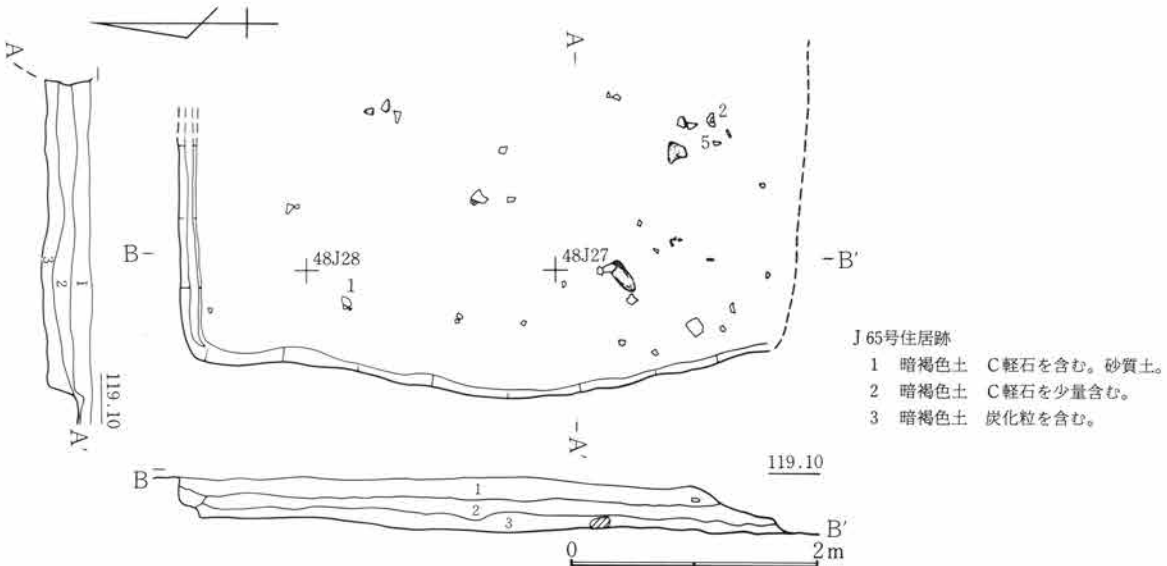 A
A
2
5
B
48J28
48J27
B'
1
3
2
1
J 65号住居跡
1 暗褐色土 C軽石を含む。砂質土。
2 暗褐色土 C軽石を少量含む。
3 暗褐色土 炭化粒を含む。
119.10
A'
A'
119.10
B
1
2
3
B'
0
2m